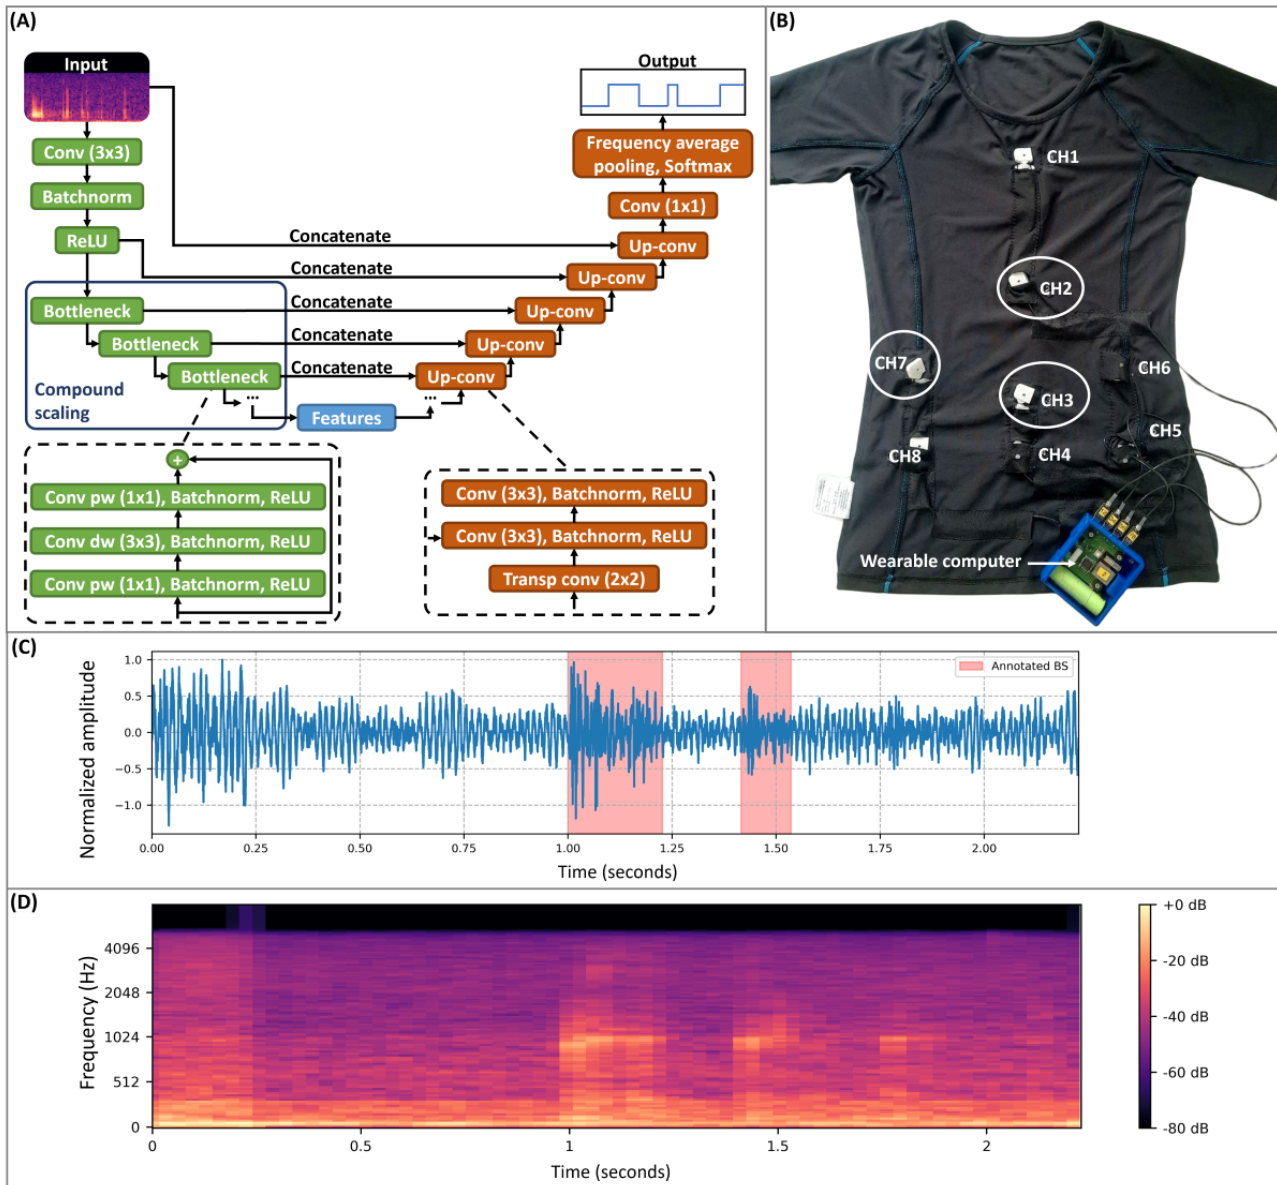 (A)
Input
Conv (3x3)
Batchnorm
ReLU
Bottleneck
Bottleneck
Bottleneck
...
Compound
scaling
Features
...
Concatenate
Concatenate
Concatenate
Concatenate
Concatenate
Up-conv
Up-conv
Up-conv
Up-conv
Up-conv
Conv (1x1)
Frequency average
pooling, Softmax
Output
+
Conv pw (1x1), Batchnorm, ReLU
Conv dw (3x3), Batchnorm, ReLU
Conv pw (1x1), Batchnorm, ReLU
Conv (3x3), Batchnorm, ReLU
Conv (3x3), Batchnorm, ReLU
Transp conv (2x2)
(B)
CH1
CH2
CH7
CH6
CH3
CH5
CH8
CH4
Wearable computer
(C)
Normalized amplitude
1.0
0.5
0.0
−0.5
−1.0
Annotated BS
0.00 0.25 0.50 0.75 1.00 1.25 1.50 1.75 2.00
Time (seconds)
(D)
Frequency (Hz)
4096
2048
1024
512
0
0 0.5 1 1.5 2
Time (seconds)
+0 dB
-20 dB
-40 dB
-60 dB
-80 dB